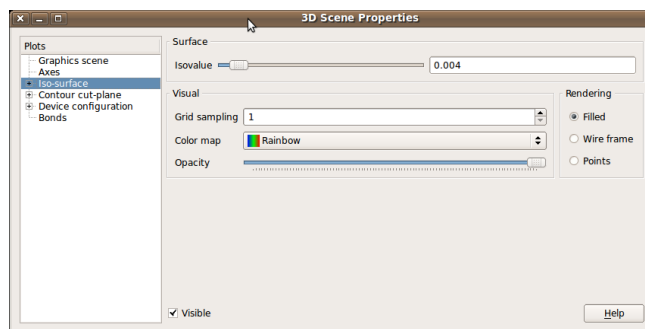 3D Scene Properties
Plots
Graphics scene
Axes
Iso-surface
Contour cut-plane
Device configuration
Bonds
Surface
Isovalue 0.004
Visual
Grid sampling 1
Color map Rainbow
Opacity
Rendering
Filled
Wire frame
Points
Visible
Help